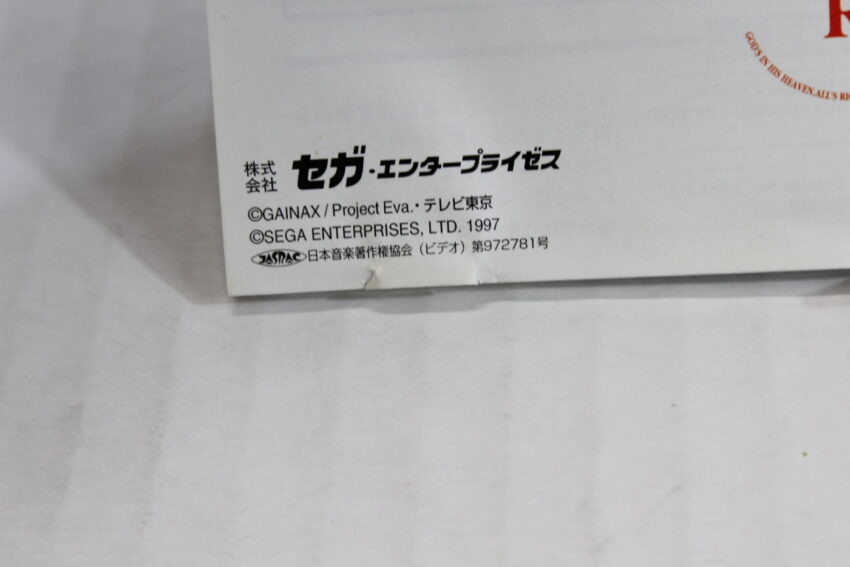 R
GOD'S IN HIS HEAVEN. ALL'S RI
株式会社 セガ・エンタープライゼス
©GAINAX / Project Eva.・テレビ東京
©SEGA ENTERPRISES, LTD. 1997
JASRAC 日本音楽著作権協会（ビデオ）第972781号